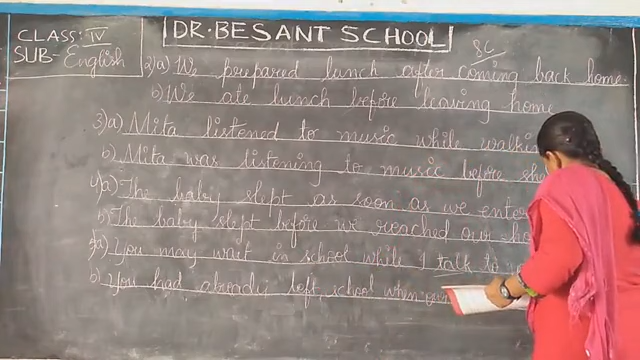 DR. BESANT SCHOOL
CLASS: IV
SUB- English
2) a) We prepared lunch after coming back home.
b) We ate lunch before leaving home
3) a) Mita listened to music while
b) Mita was listening to music before
4) a) The baby slept as soon as we
b) The baby slept before we reached our
5) a) You may wait in school while I talk to
b) You had already left school when